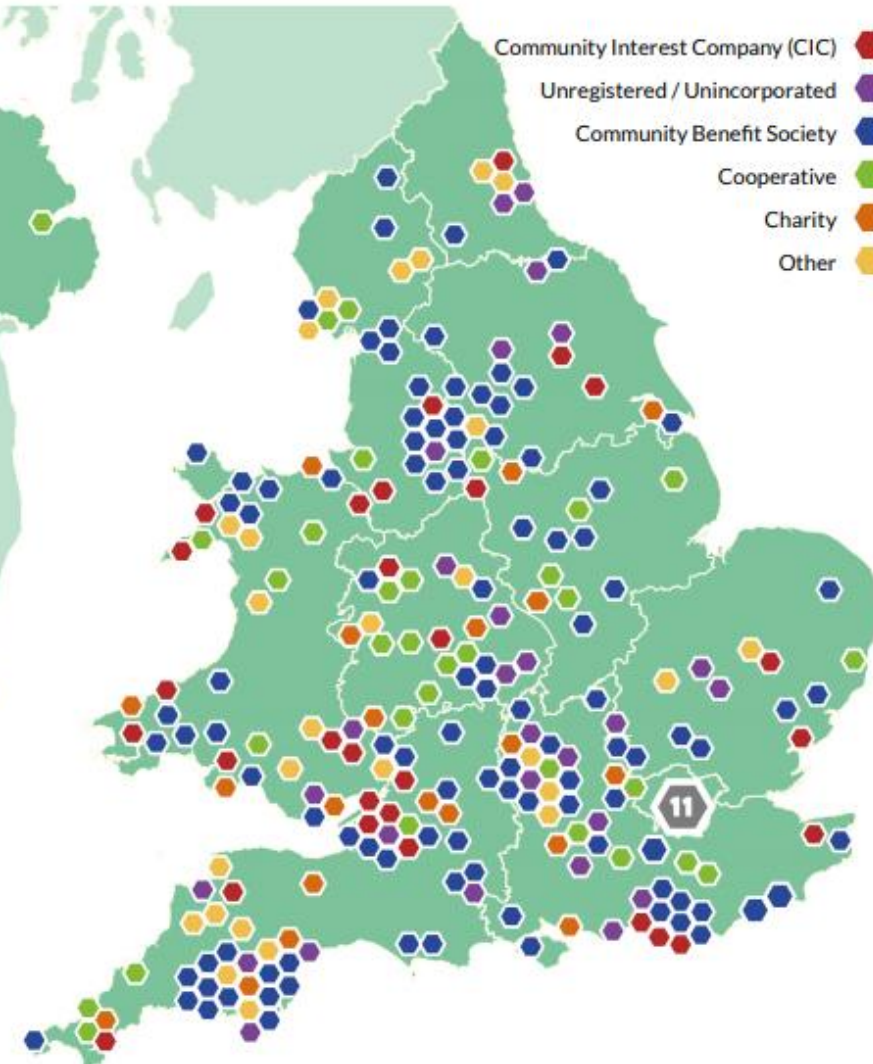 Community Interest Company (CIC)
Unregistered / Unincorporated
Community Benefit Society
Cooperative
Charity
Other
11